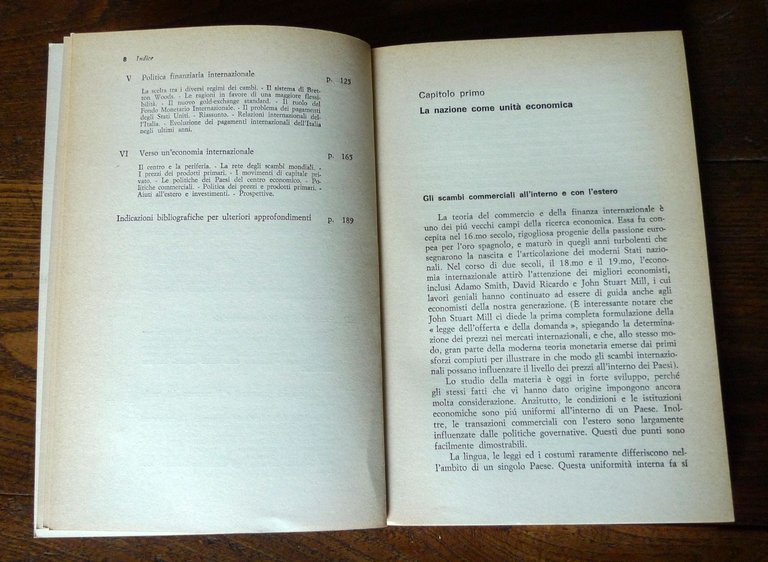 8 Indice
V Politica finanziaria internazionale p. 125
La scelta tra i diversi regimi dei cambi. - Il sistema di Bret-
ton Woods. - Le ragioni in favore di una maggiore flessi-
bilità. - Il nuovo gold-exchange standard. - Il ruolo del
Fondo Monetario Internazionale. - Il problema dei pagamenti
degli Stati Uniti. - Riassunto. - Relazioni internazionali del-
l'Italia. - Evoluzione dei pagamenti internazionali dell'Italia
negli ultimi anni.
VI Verso un'economia internazionale p. 163
Il centro e la periferia. - La rete degli scambi mondiali. -
I prezzi dei prodotti primari. - I movimenti di capitale pri-
vato. - Le politiche dei Paesi del centro economico. - Po-
litiche commerciali. - Politica dei prezzi e prodotti primari. -
Aiuti all'estero e investimenti. - Prospettive.
Indicazioni bibliografiche per ulteriori approfondimenti p. 189
Capitolo primo
La nazione come unità economica
Gli scambi commerciali all'interno e con l'estero
La teoria del commercio e della finanza internazionale è
uno dei piú vecchi campi della ricerca economica. Essa fu con-
cepita nel 16.mo secolo, rigogliosa progenie della passione euro-
pea per l'oro spagnolo, e maturò in quegli anni turbolenti che
segnarono la nascita e l'articolazione dei moderni Stati nazio-
nali. Nel corso di due secoli, il 18.mo e il 19.mo, l'econo-
mia internazionale attirò l'attenzione dei migliori economisti,
inclusi Adamo Smith, David Ricardo e John Stuart Mill, i cui
lavori geniali hanno continuato ad essere di guida anche agli
economisti della nostra generazione. (È interessante notare che
John Stuart Mill ci diede la prima completa formulazione della
« legge dell'offerta e della domanda », spiegando la determina-
zione dei prezzi nei mercati internazionali, e che, allo stesso mo-
do, gran parte della moderna teoria monetaria emerse dai primi
sforzi compiuti per illustrare in che modo gli scambi internazio-
nali possano influenzare il livello dei prezzi all'interno dei Paesi).
Lo studio della materia è oggi in forte sviluppo, perché
gli stessi fatti che vi hanno dato origine impongono ancora
molta considerazione. Anzitutto, le condizioni e le istituzioni
economiche sono piú uniformi all'interno di un Paese. Inol-
tre, le transazioni commerciali con l'estero sono largamente
influenzate dalle politiche governative. Questi due punti sono
facilmente dimostrabili.
La lingua, le leggi ed i costumi raramente differiscono nel-
l'ambito di un singolo Paese. Questa uniformità interna fa sí